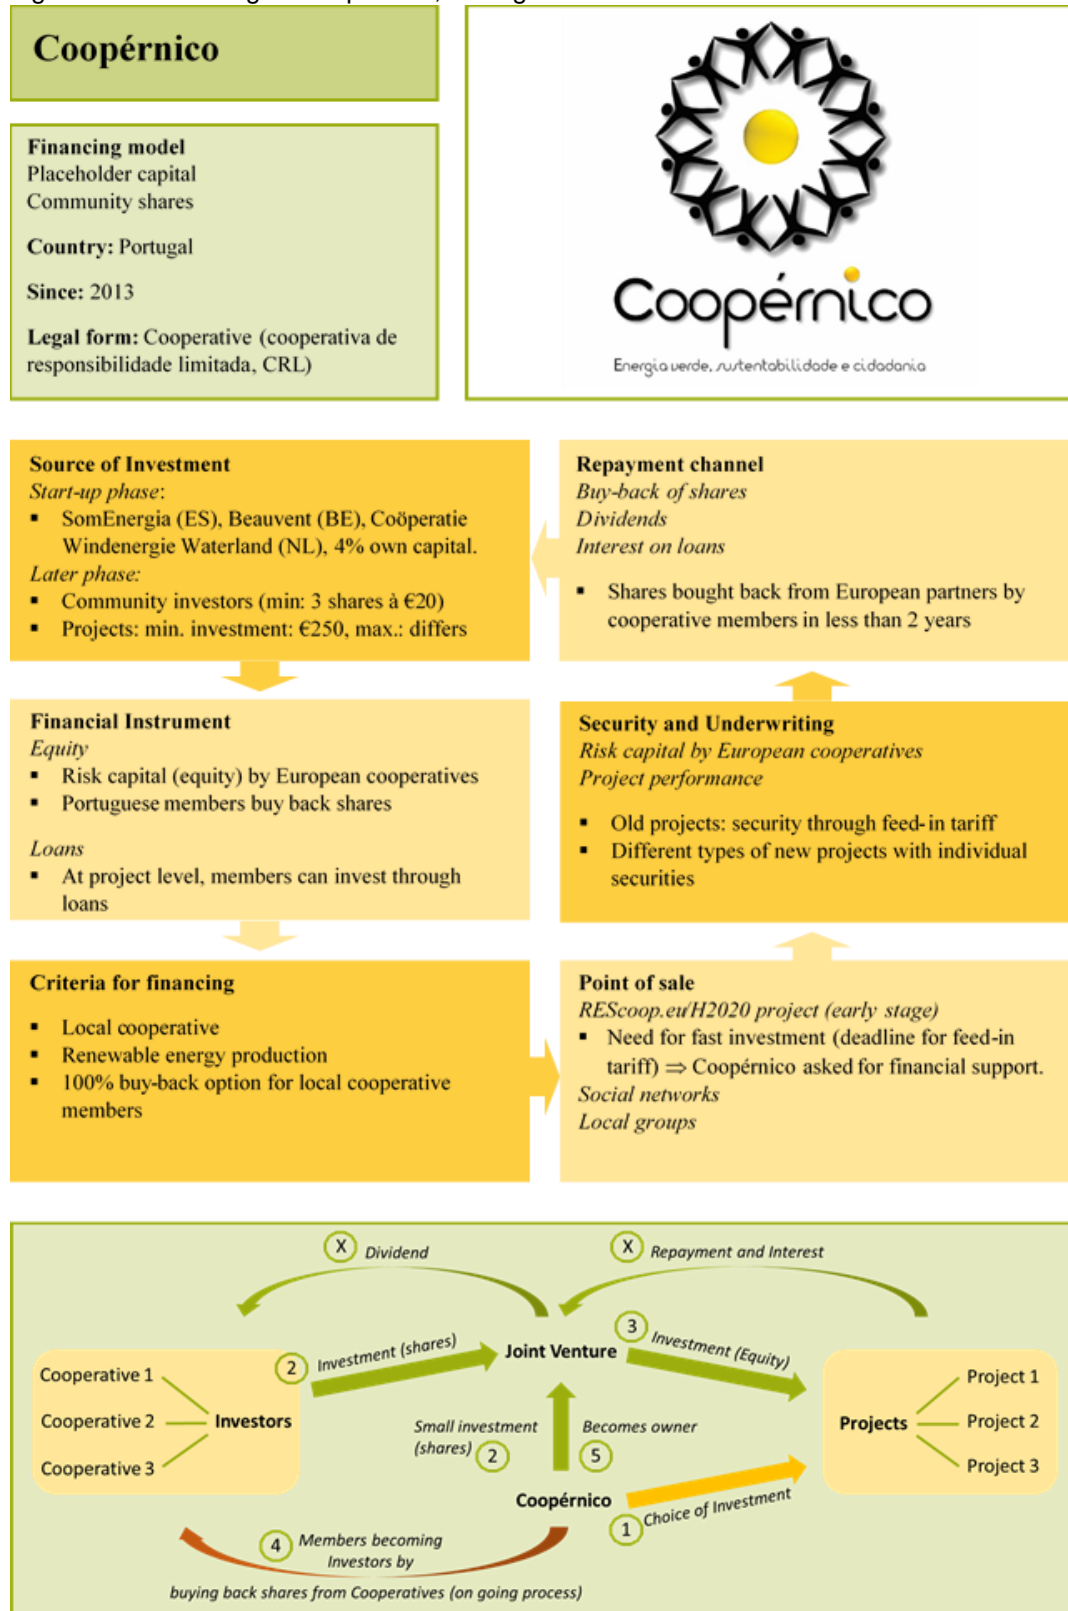 Coopérnico
Financing model
Placeholder capital
Community shares
Country: Portugal
Since: 2013
Legal form: Cooperative (cooperativa de
responsibilidade limitada, CRL)
Coopérnico
Energia verde, sustentabilidade e cidadania
Source of Investment
Start-up phase:
▪ SomEnergia (ES), Beauvent (BE), Coöperatie
Windenergie Waterland (NL), 4% own capital.
Later phase:
▪ Community investors (min: 3 shares à €20)
▪ Projects: min. investment: €250, max.: differs
Repayment channel
Buy-back of shares
Dividends
Interest on loans
▪ Shares bought back from European partners by
cooperative members in less than 2 years
Financial Instrument
Equity
▪ Risk capital (equity) by European cooperatives
▪ Portuguese members buy back shares
Loans
▪ At project level, members can invest through
loans
Security and Underwriting
Risk capital by European cooperatives
Project performance
▪ Old projects: security through feed-in tariff
▪ Different types of new projects with individual
securities
Criteria for financing
▪ Local cooperative
▪ Renewable energy production
▪ 100% buy-back option for local cooperative
members
Point of sale
REScoop.eu/H2020 project (early stage)
▪ Need for fast investment (deadline for feed-in
tariff) ⇒ Coopérnico asked for financial support.
Social networks
Local groups
X Dividend
X Repayment and Interest
Cooperative 1
Cooperative 2
Cooperative 3
Investors
2 Investment (shares)
Joint Venture
3 Investment (Equity)
Projects
Project 1
Project 2
Project 3
Small investment
(shares) 2
Becomes owner
5
Coopérnico
1 Choice of Investment
4 Members becoming
Investors by
buying back shares from Cooperatives (on going process)